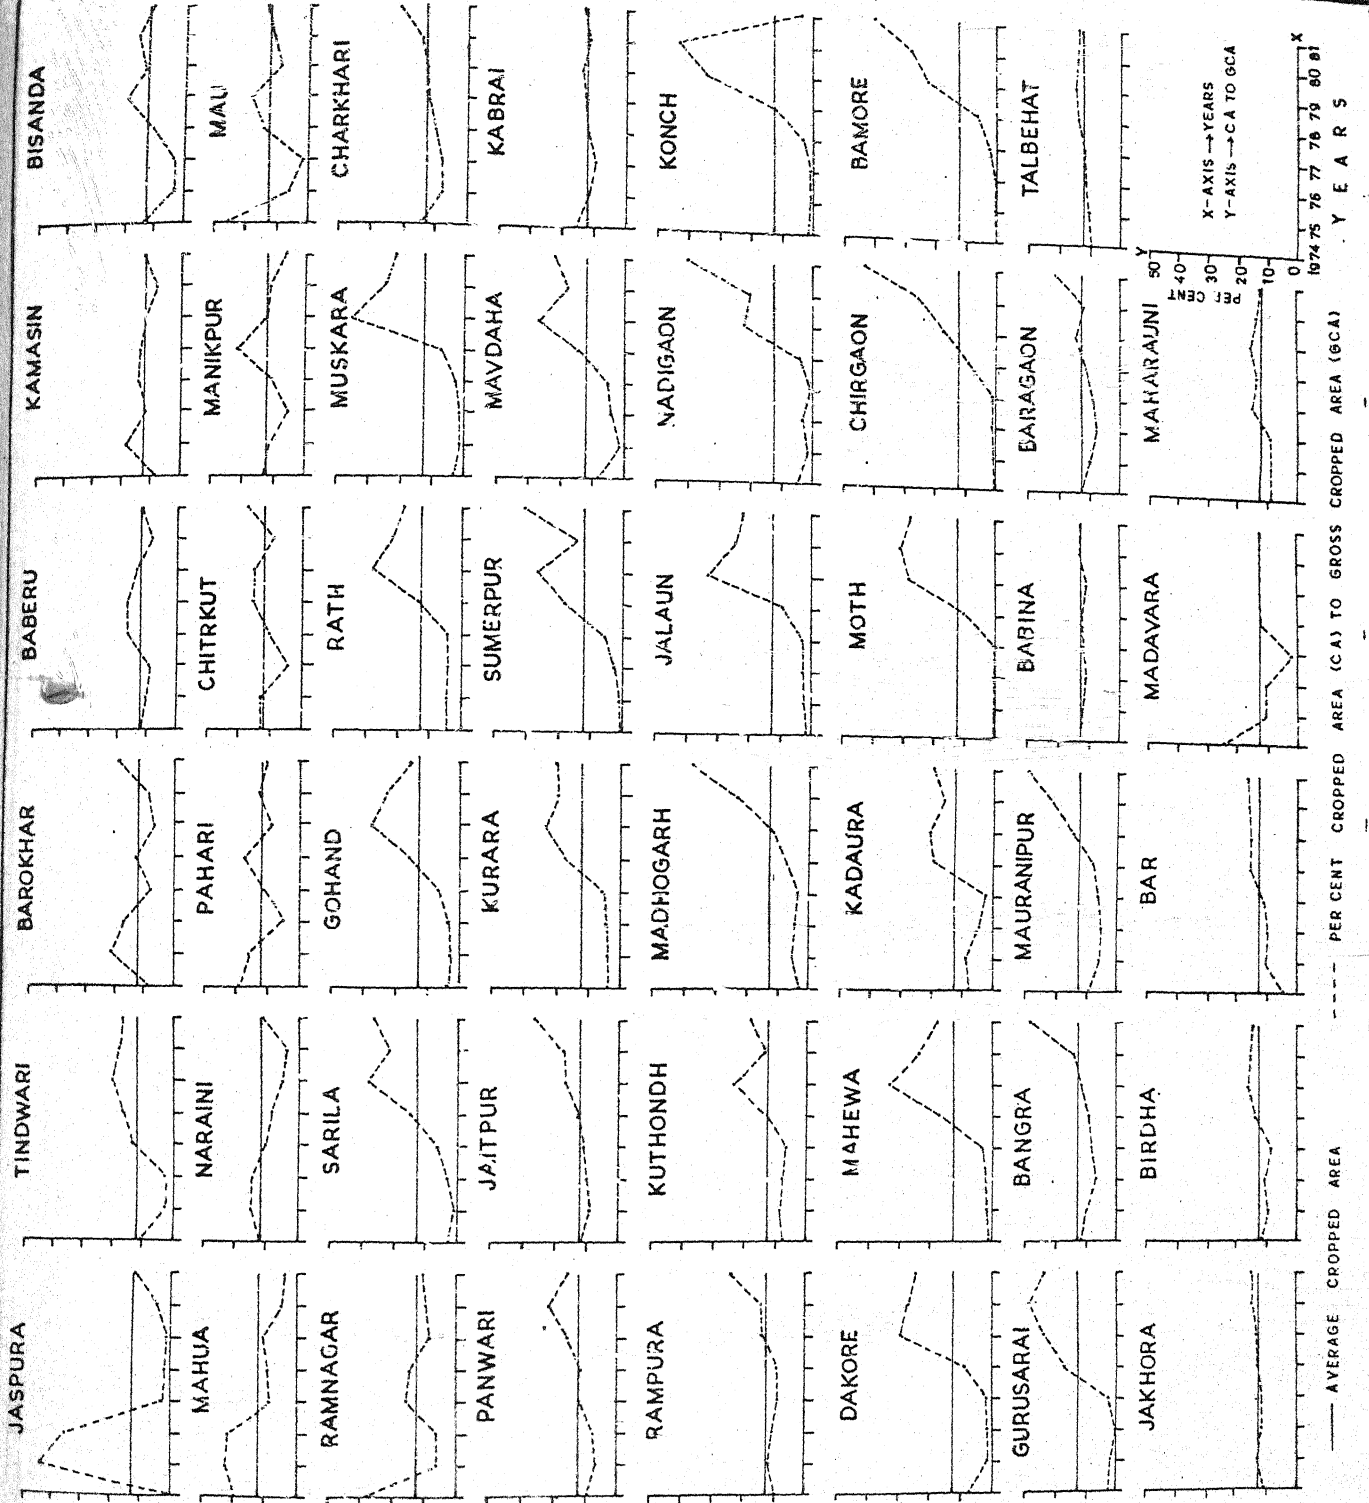 JASPURA
TINDWARI
BAROKHAR
BABERU
KAMASIN
BISANDA
MAHUA
NARAINI
PAHARI
CHITRKUT
MANIKPUR
MAU
RAMNAGAR
SARILA
GOHAND
RATH
MUSKARA
CHARKHARI
PANWARI
JAITPUR
KURARA
SUMERPUR
MAVDAHA
KABRAI
RAMPURA
KUTHONDH
MADHOGARH
JALAUN
NADIGAON
KONCH
DAKORE
MAHEWA
KADAURA
MOTH
CHIRGAON
BAMORE
GURUSARAI
BANGRA
MAURANIPUR
BABINA
BARAGAON
TALBEHAT
JAKHORA
BIRDHA
BAR
MADAVARA
MAHARAUNI
Y
50
40
30
20
10
0
PER CENT
X-AXIS → YEARS
Y-AXIS → CA TO GCA
X
1974 75 76 77 78 79 80 81
Y E A R S
—— AVERAGE CROPPED AREA ---- PER CENT CROPPED AREA (CA) TO GROSS CROPPED AREA (GCA)